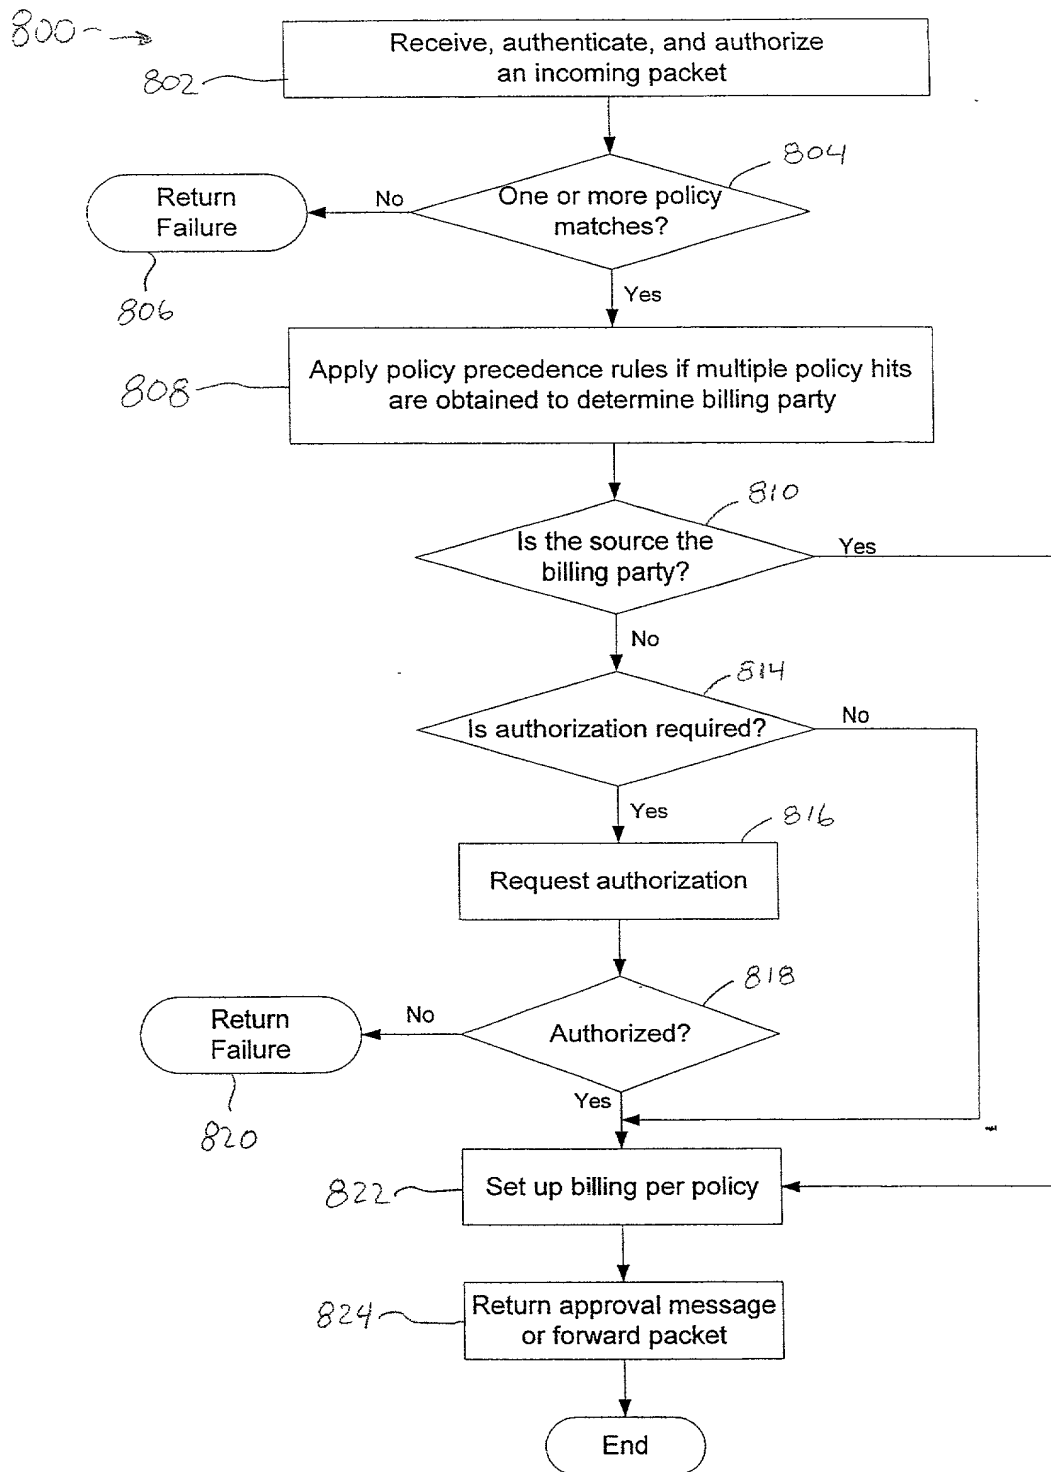 800
Receive, authenticate, and authorize
an incoming packet
802
804
One or more policy
matches?
No
Return
Failure
806
Yes
Apply policy precedence rules if multiple policy hits
are obtained to determine billing party
808
810
Is the source the
billing party?
Yes
No
814
Is authorization required?
No
Yes
816
Request authorization
818
Authorized?
No
Return
Failure
820
Yes
Set up billing per policy
822
Return approval message
or forward packet
824
End